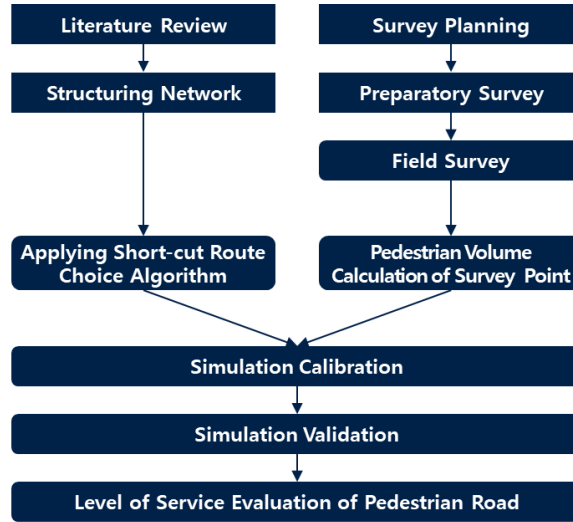 Literature Review
Survey Planning
Structuring Network
Preparatory Survey
Field Survey
Applying Short-cut Route
Choice Algorithm
Pedestrian Volume
Calculation of Survey Point
Simulation Calibration
Simulation Validation
Level of Service Evaluation of Pedestrian Road